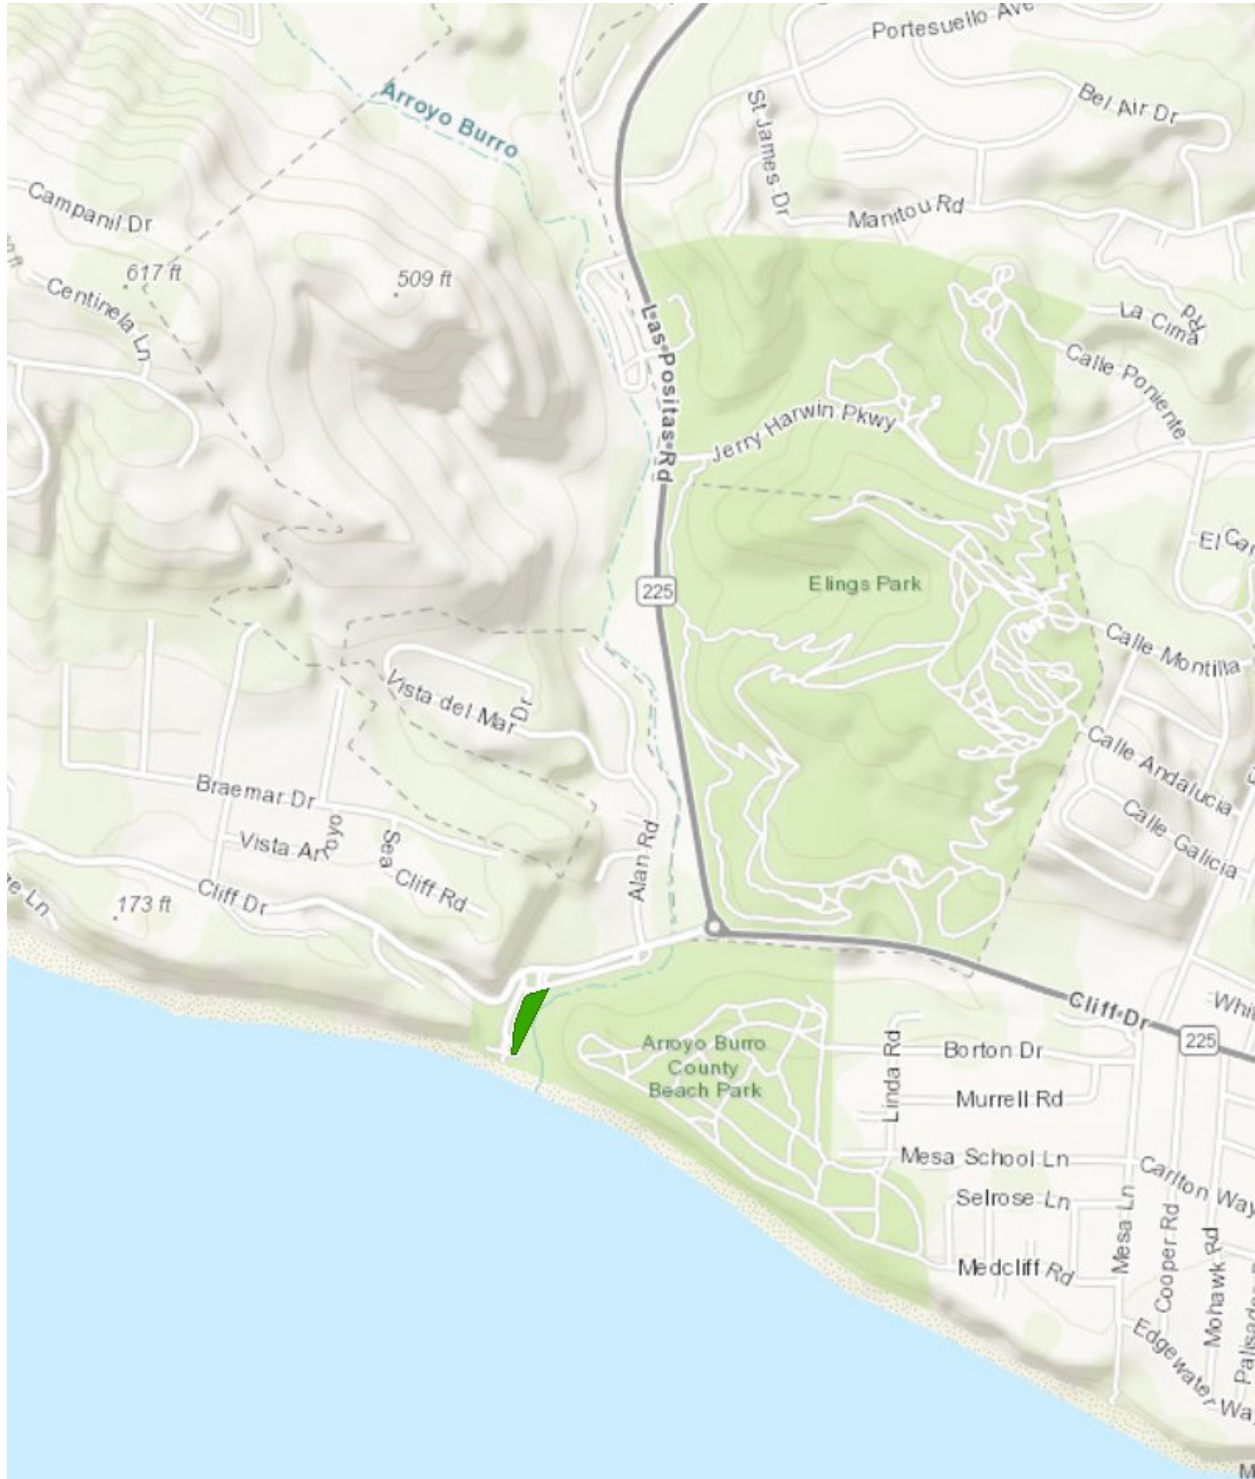 Portesuello Ave
Arroyo Burro
Bel Air Dr
St James Dr
Campanil Dr
Manitou Rd
617 ft
509 ft
Centinela Ln
La Cima
Rd
Las Positas Rd
Calle Poniente
Jerry Harwin Pkwy
El Ca
225
Elings Park
Calle Montilla
Vista del Mar Dr
Calle Andalucia
Braemar Dr
Calle Galicia
Vista Arroyo
Sea Cliff Rd
Alan Rd
Cliff Dr
173 ft
Ln
Cliff Dr
Whit
225
Arroyo Burro
County
Beach Park
Linda Rd
Borton Dr
Murrell Rd
Mesa School Ln
Carlton Way
Selrose Ln
Mesa Ln
Cooper Rd
Mohawk Rd
Medcliff Rd
Edgewater Wa
Palisades
M